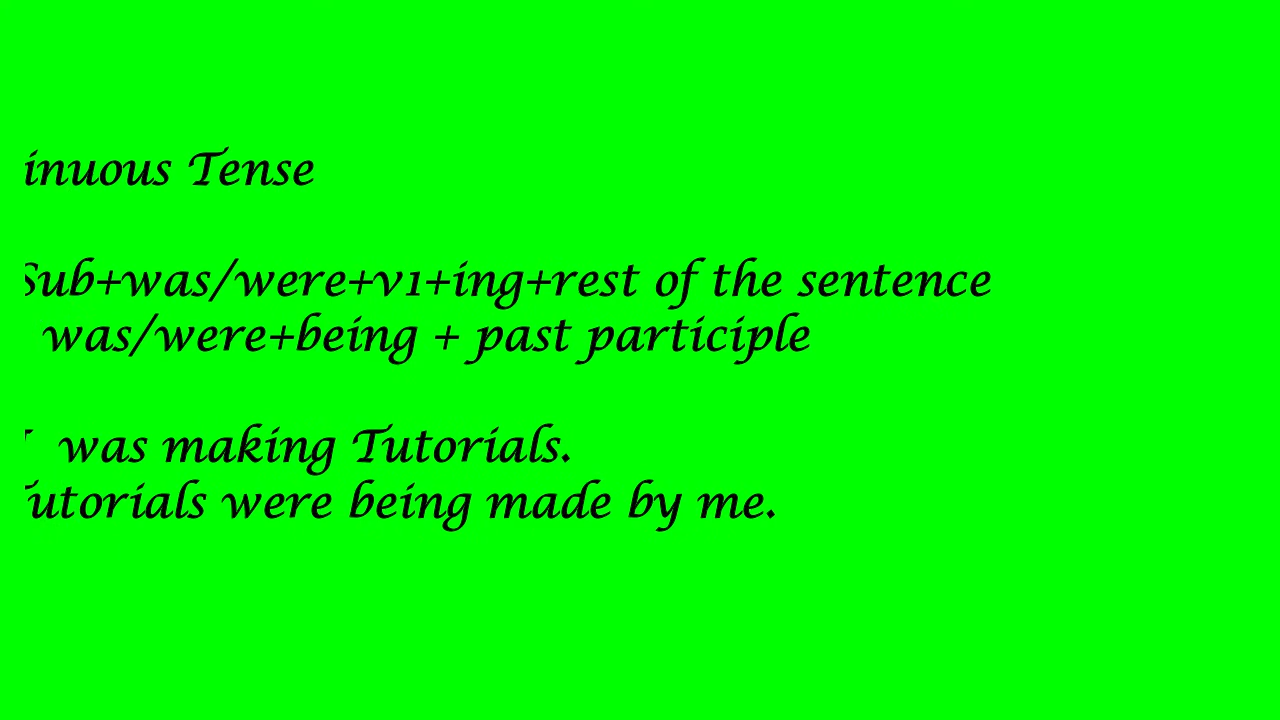 inuous Tense
Sub+was/were+v1+ing+rest of the sentence
was/were+being + past participle
was making Tutorials.
Tutorials were being made by me.